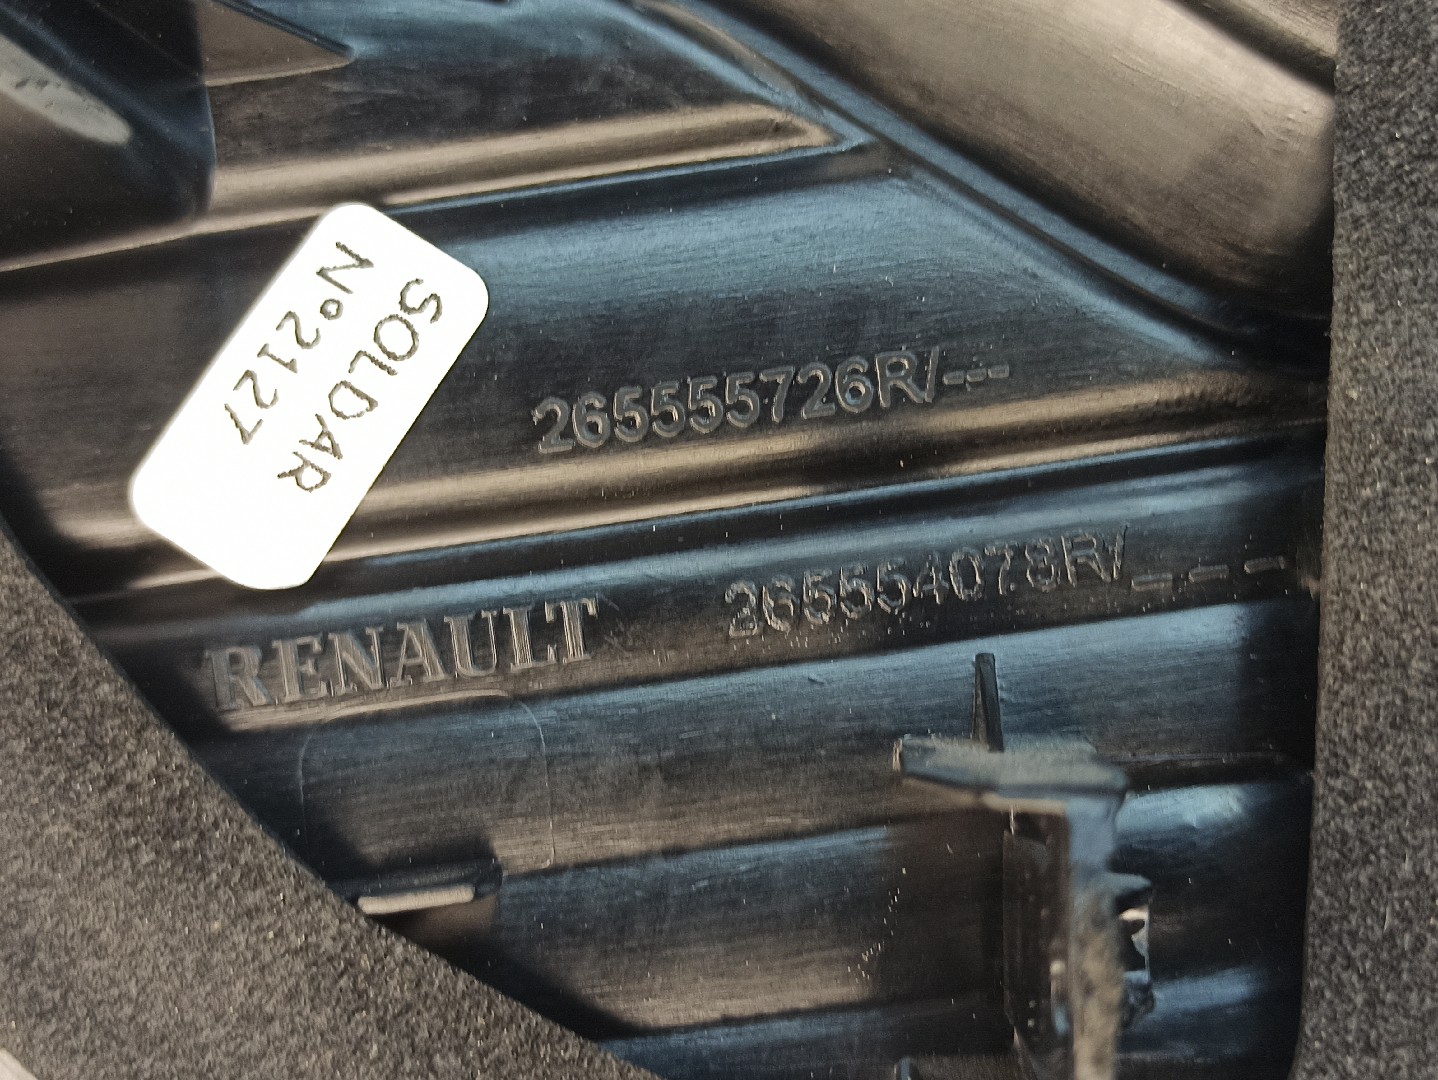 SOLDAR
Nº2127
265555726R/---
RENAULT
265554078R/_ _ _